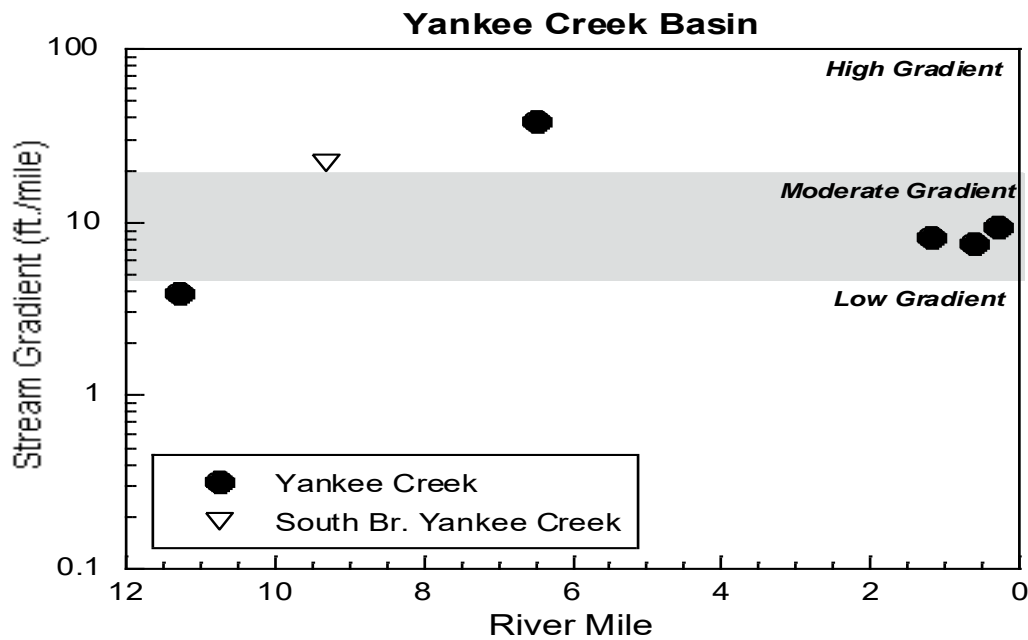 Yankee Creek Basin
100
High Gradient
Moderate Gradient
10
Low Gradient
1
0.1
Stream Gradient (ft./mile)
Yankee Creek
South Br. Yankee Creek
12 10 8 6 4 2 0
River Mile